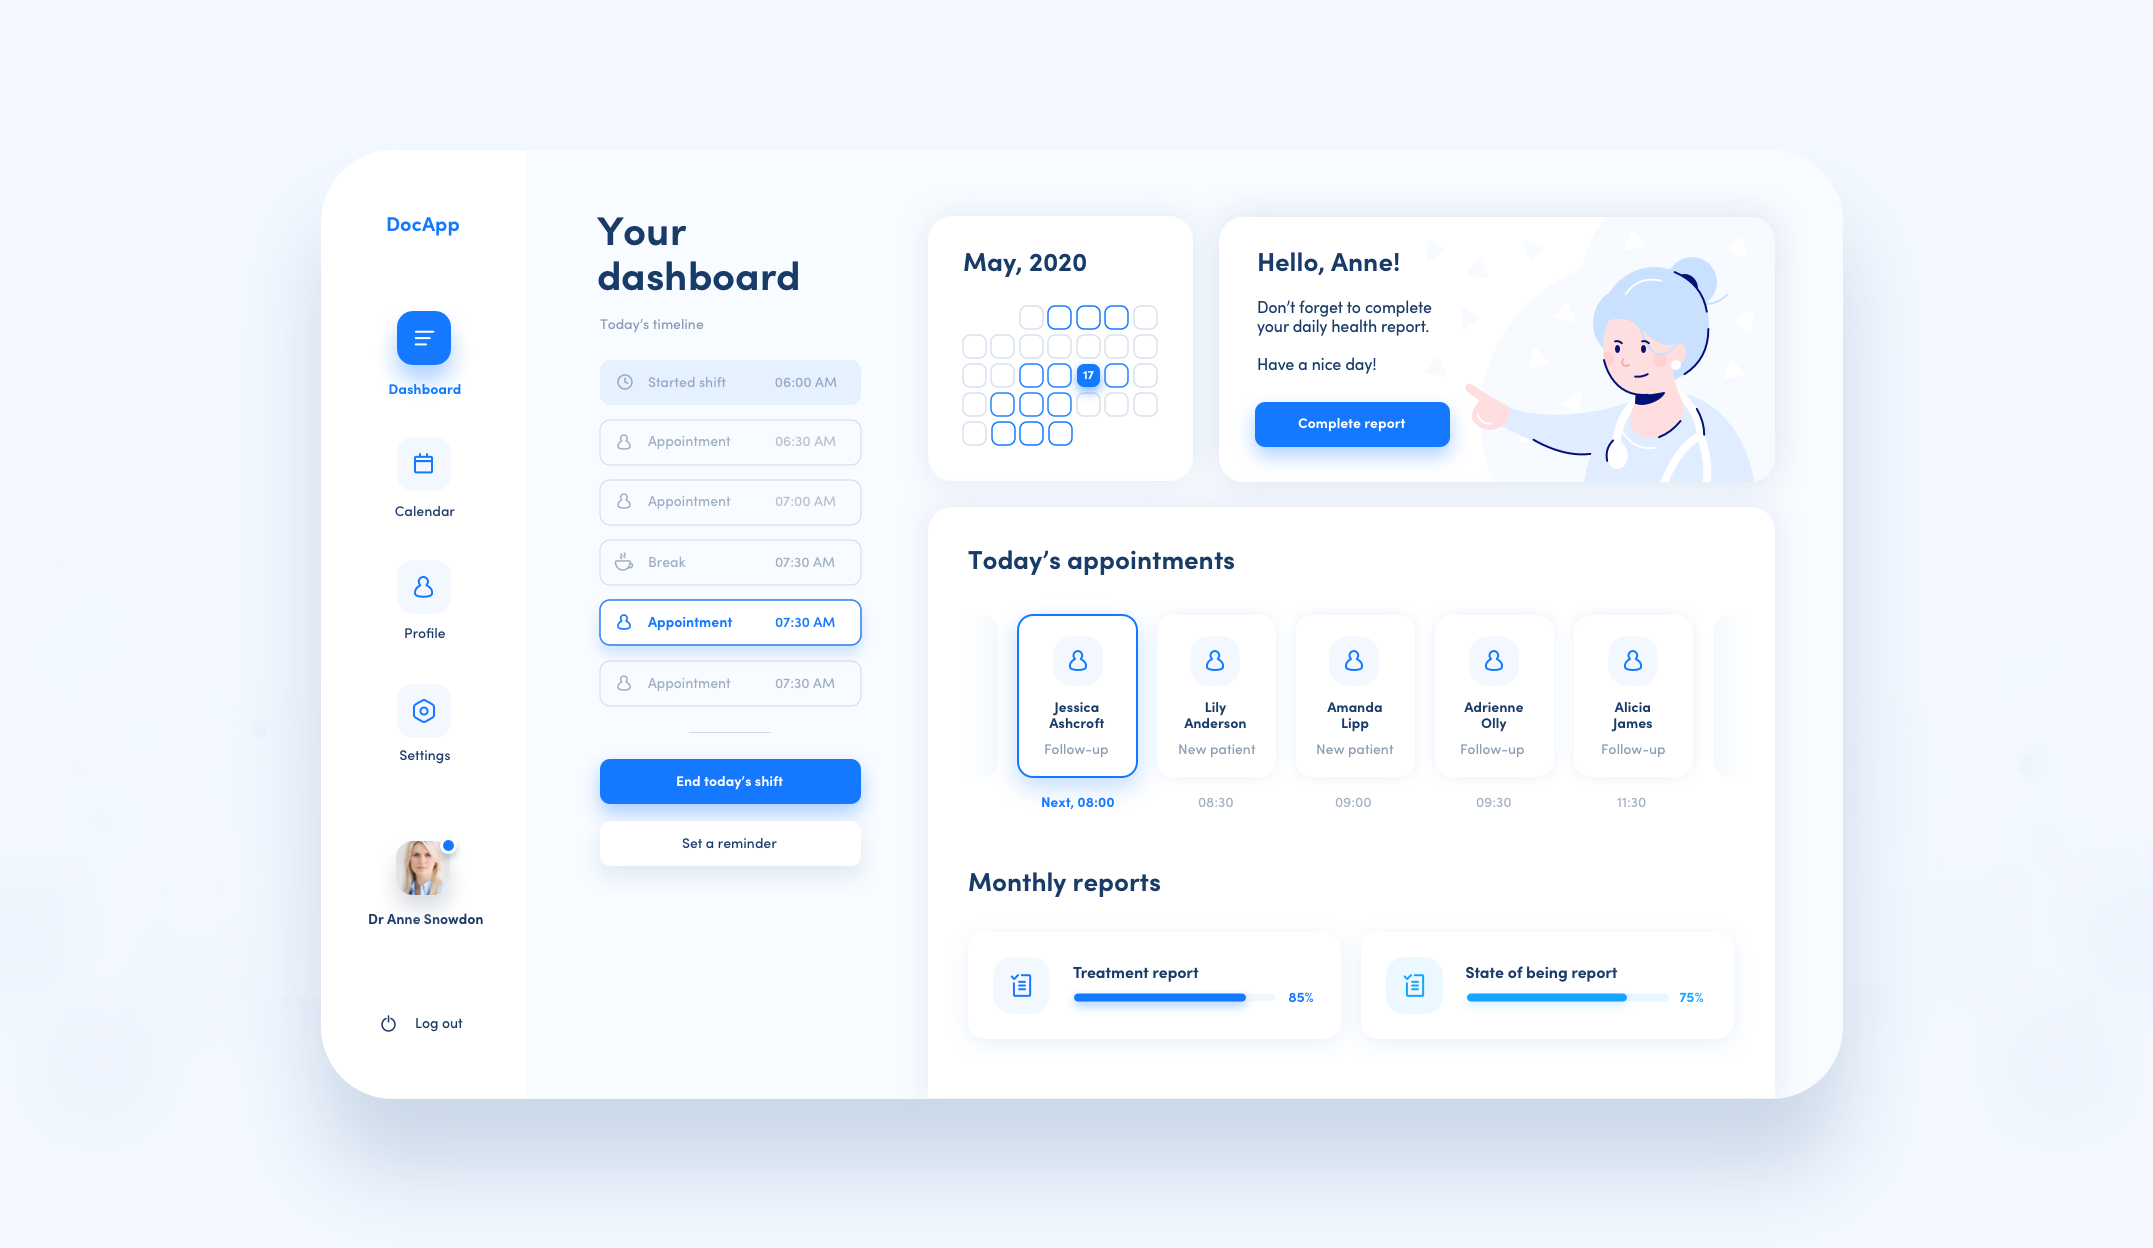 DocApp
Dashboard
Calendar
Profile
Settings
Dr Anne Snowdon
Log out
Your
dashboard
Today's timeline
Started shift 06:00 AM
Appointment 06:30 AM
Appointment 07:00 AM
Break 07:30 AM
Appointment 07:30 AM
Appointment 07:30 AM
End today's shift
Set a reminder
May, 2020
17
Hello, Anne!
Don't forget to complete
your daily health report.
Have a nice day!
Complete report
Today's appointments
Jessica
Ashcroft
Follow-up
Next, 08:00
Lily
Anderson
New patient
08:30
Amanda
Lipp
New patient
09:00
Adrienne
Olly
Follow-up
09:30
Alicia
James
Follow-up
11:30
Monthly reports
Treatment report
85%
State of being report
75%